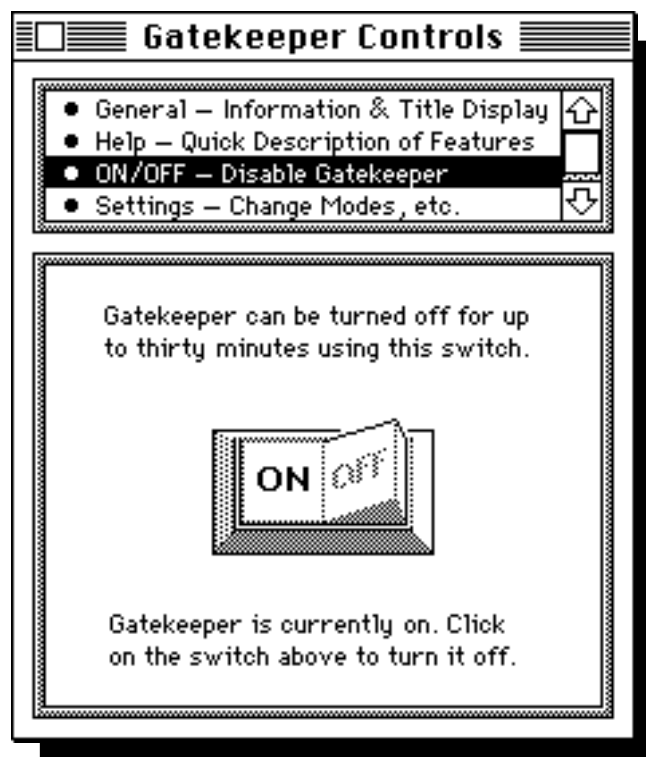 Gatekeeper Controls
• General – Information & Title Display
• Help – Quick Description of Features
• ON/OFF – Disable Gatekeeper
• Settings – Change Modes, etc.
Gatekeeper can be turned off for up
to thirty minutes using this switch.
ON OFF
Gatekeeper is currently on. Click
on the switch above to turn it off.